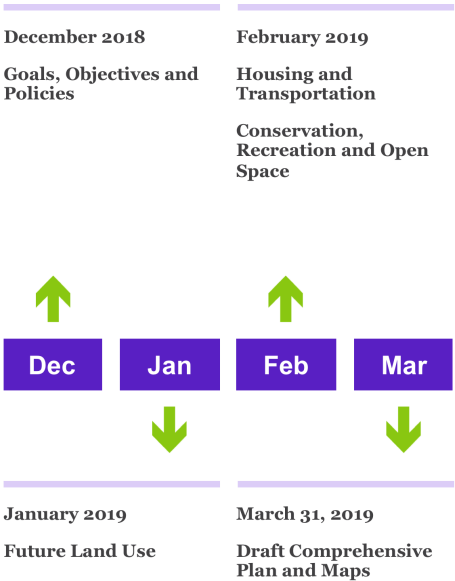 December 2018
Goals, Objectives and
Policies
February 2019
Housing and
Transportation
Conservation,
Recreation and Open
Space
Dec
Jan
Feb
Mar
January 2019
Future Land Use
March 31, 2019
Draft Comprehensive
Plan and Maps